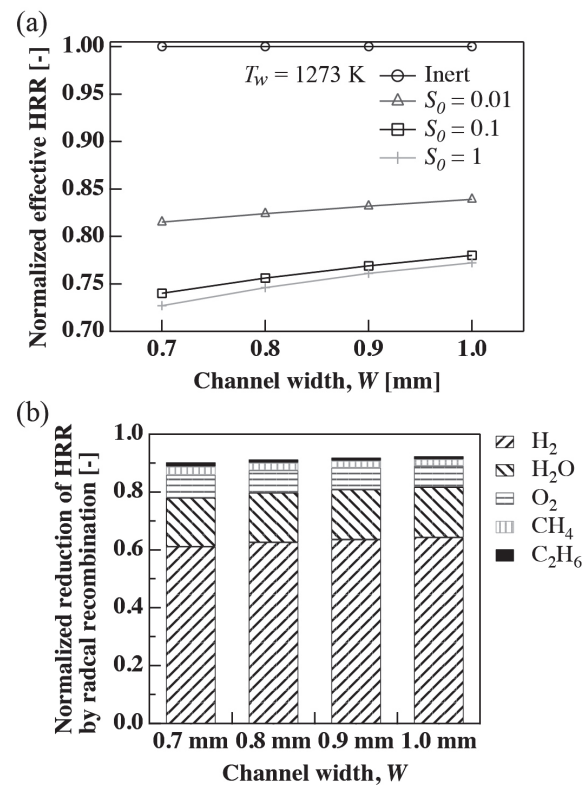 (a)
1.00
0.95
0.90
0.85
0.80
0.75
0.70
Normalized effective HRR [-]
T_w = 1273 K
Inert
S_0 = 0.01
S_0 = 0.1
S_0 = 1
0.7
0.8
0.9
1.0
Channel width, W [mm]
(b)
1.0
0.8
0.6
0.4
0.2
0.0
Normalized reduction of HRR
by radcal recombination [-]
H2
H2O
O2
CH4
C2H6
0.7 mm
0.8 mm
0.9 mm
1.0 mm
Channel width, W